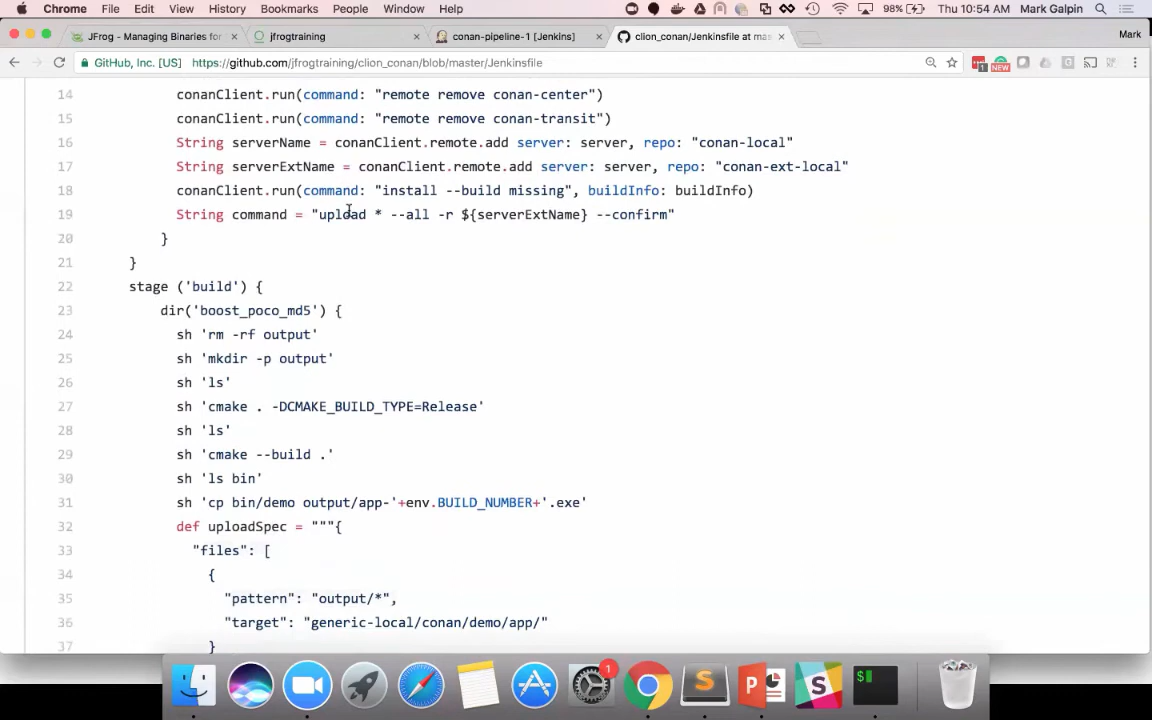 Chrome File Edit View History Bookmarks People Window Help 98% Thu 10:54 AM Mark Galpin
JFrog - Managing Binaries for jfrogtraining conan-pipeline-1 [Jenkins] clion_conan/Jenkinsfile at mas Mark
GitHub, Inc. [US] https://github.com/jfrogtraining/clion_conan/blob/master/Jenkinsfile 1 NEW
14 conanClient.run(command: "remote remove conan-center")
15 conanClient.run(command: "remote remove conan-transit")
16 String serverName = conanClient.remote.add server: server, repo: "conan-local"
17 String serverExtName = conanClient.remote.add server: server, repo: "conan-ext-local"
18 conanClient.run(command: "install --build missing", buildInfo: buildInfo)
19 String command = "upload * --all -r ${serverExtName} --confirm"
20 }
21 }
22 stage ('build') {
23 dir('boost_poco_md5') {
24 sh 'rm -rf output'
25 sh 'mkdir -p output'
26 sh 'ls'
27 sh 'cmake . -DCMAKE_BUILD_TYPE=Release'
28 sh 'ls'
29 sh 'cmake --build .'
30 sh 'ls bin'
31 sh 'cp bin/demo output/app-'+env.BUILD_NUMBER+'.exe'
32 def uploadSpec = """{
33 "files": [
34 {
35 "pattern": "output/*",
36 "target": "generic-local/conan/demo/app/"
37 }
1
S P S $